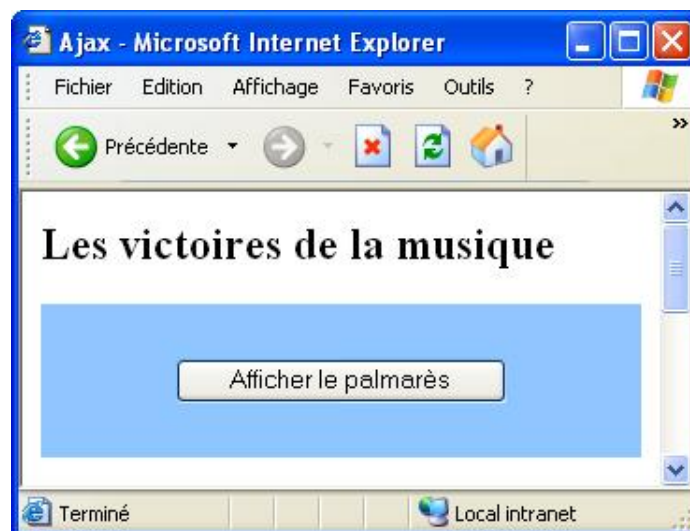 Ajax - Microsoft Internet Explorer
Fichier Edition Affichage Favoris Outils ?
Précédente »
Les victoires de la musique
Afficher le palmarès
Terminé Local intranet